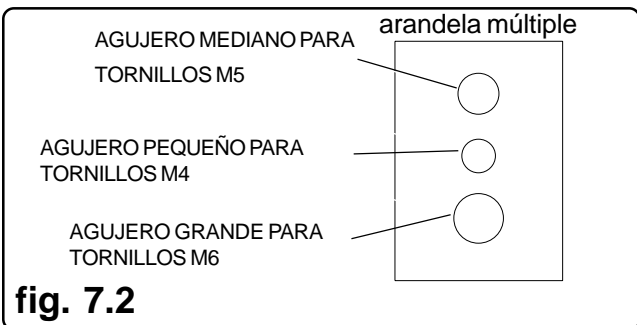 arandela múltiple
AGUJERO MEDIANO PARA
TORNILLOS M5
AGUJERO PEQUEÑO PARA
TORNILLOS M4
AGUJERO GRANDE PARA
TORNILLOS M6
fig. 7.2